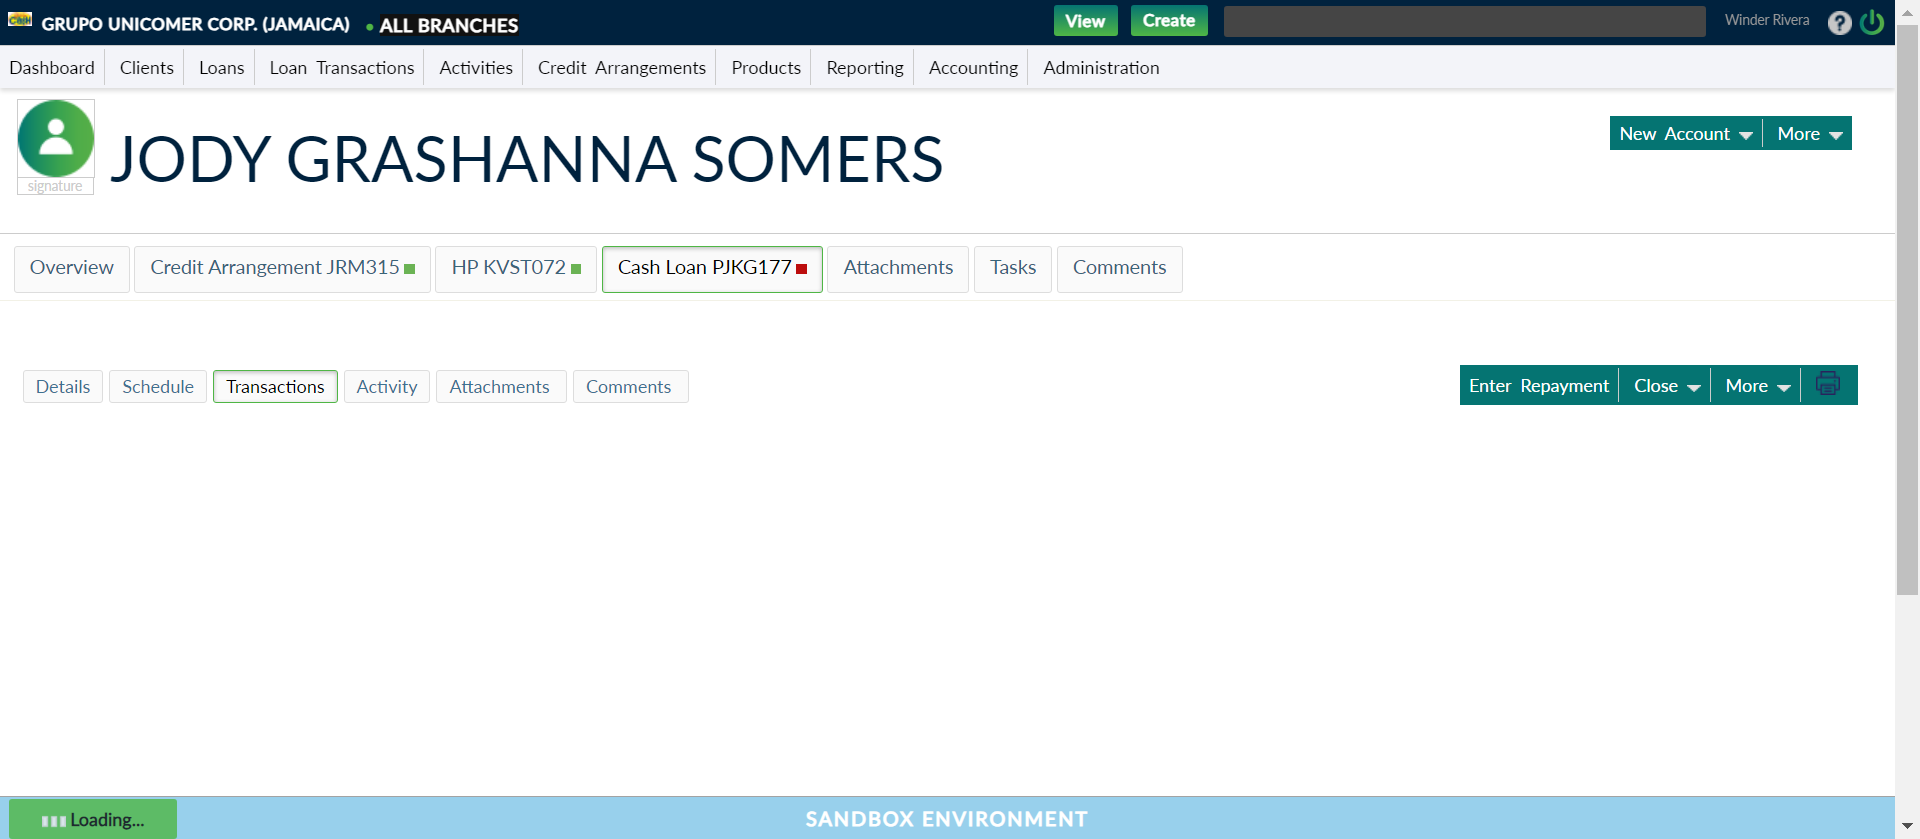 Cash GRUPO UNICOMER CORP. (JAMAICA) ALL BRANCHES View Create Winder Rivera ?
Dashboard Clients Loans Loan Transactions Activities Credit Arrangements Products Reporting Accounting Administration
JODY GRASHANNA SOMERS
New Account More
signature
Overview Credit Arrangement JRM315 HP KVST072 Cash Loan PJKG177 Attachments Tasks Comments
Details Schedule Transactions Activity Attachments Comments Enter Repayment Close More
Loading... SANDBOX ENVIRONMENT